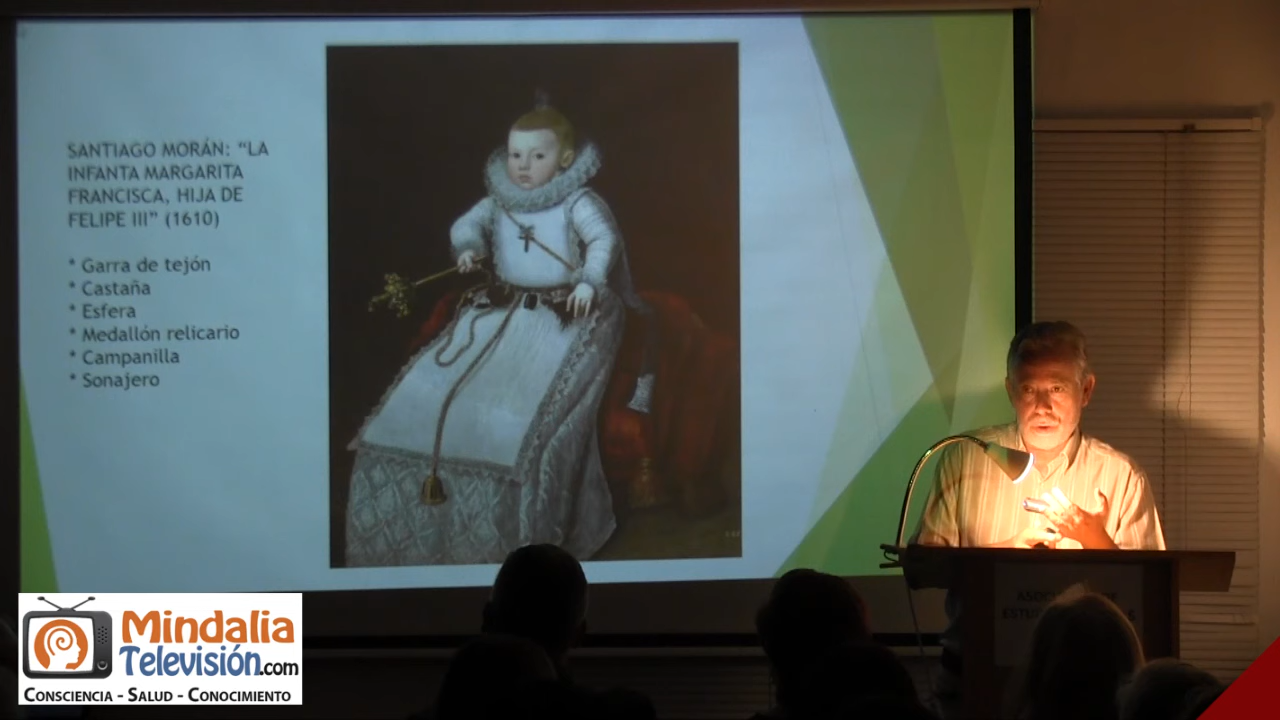 SANTIAGO MORÁN: “LA
INFANTA MARGARITA
FRANCISCA, HIJA DE
FELIPE III” (1610)
* Garra de tejón
* Castaña
* Esfera
* Medallón relicario
* Campanilla
* Sonajero
Mindalia
Televisión.com
CONSCIENCIA - SALUD - CONOCIMIENTO